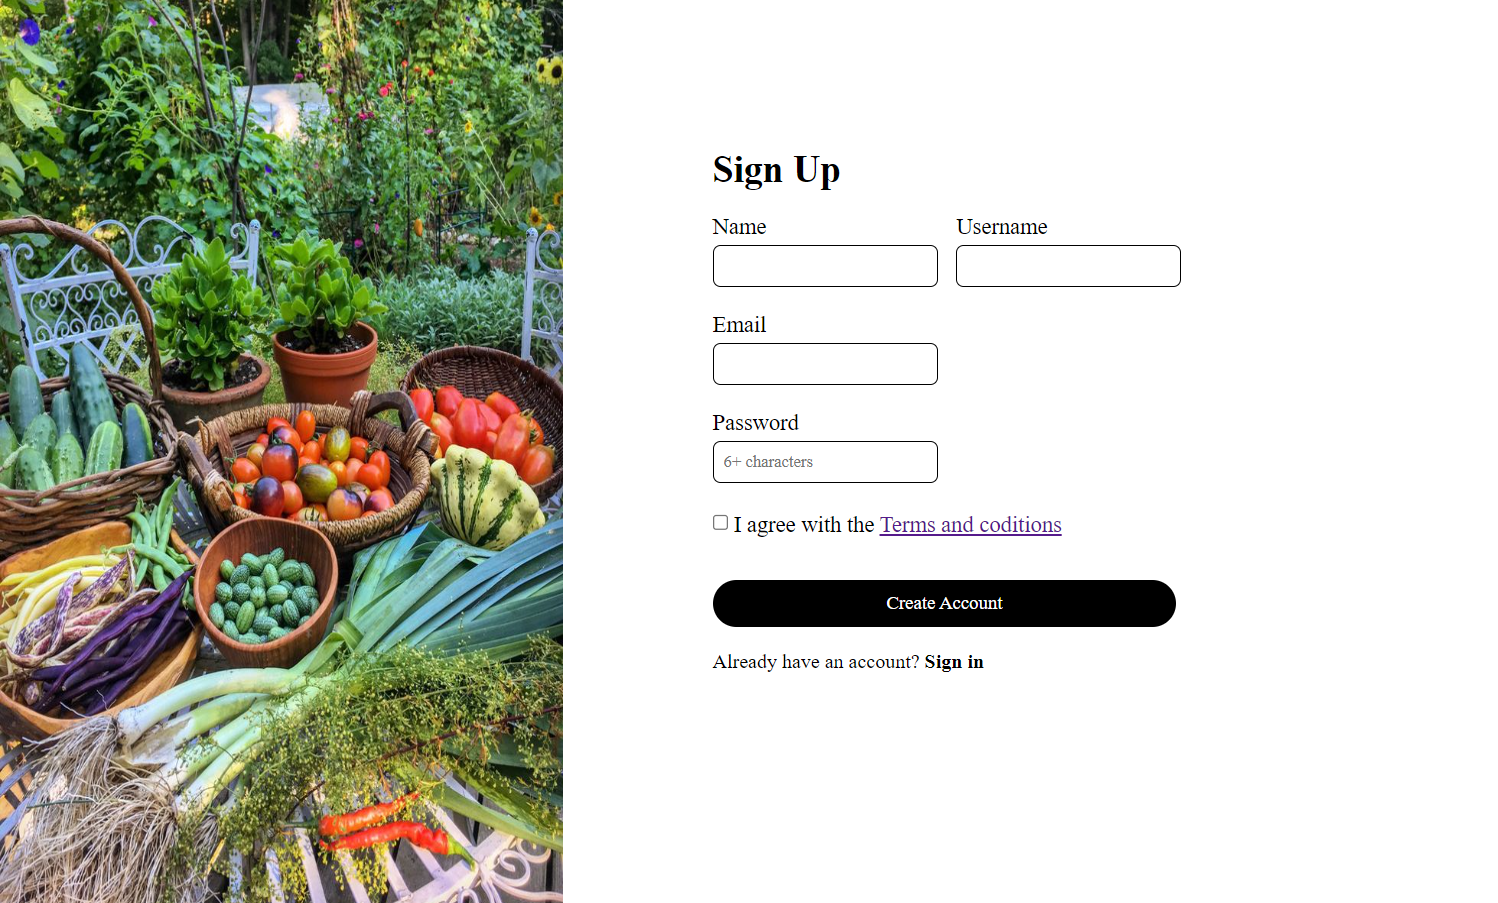 Sign Up
Name Username
Email
Password
6+ characters
I agree with the Terms and coditions
Create Account
Already have an account? Sign in